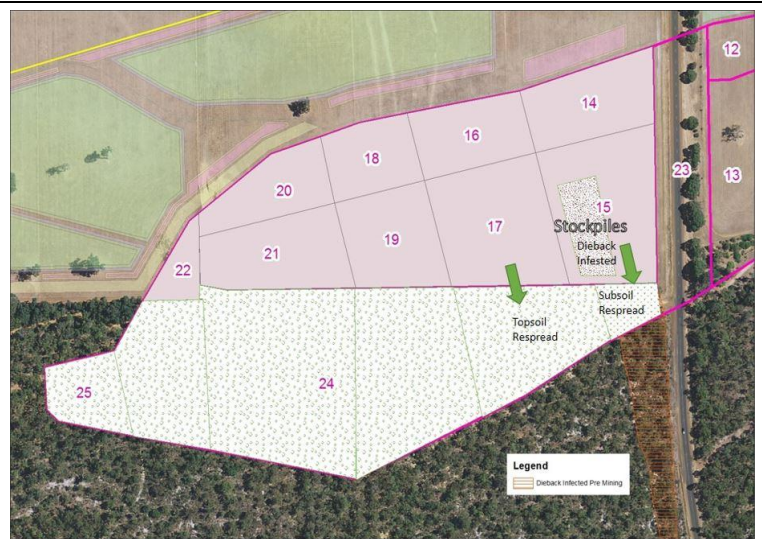 12
14
16
18
23
13
20
15
Stockpiles
17
19
21
22
Dieback
Infested
Subsoil
Respread
Topsoil
Respread
24
25
Legend
Dieback Infected Pre Mining